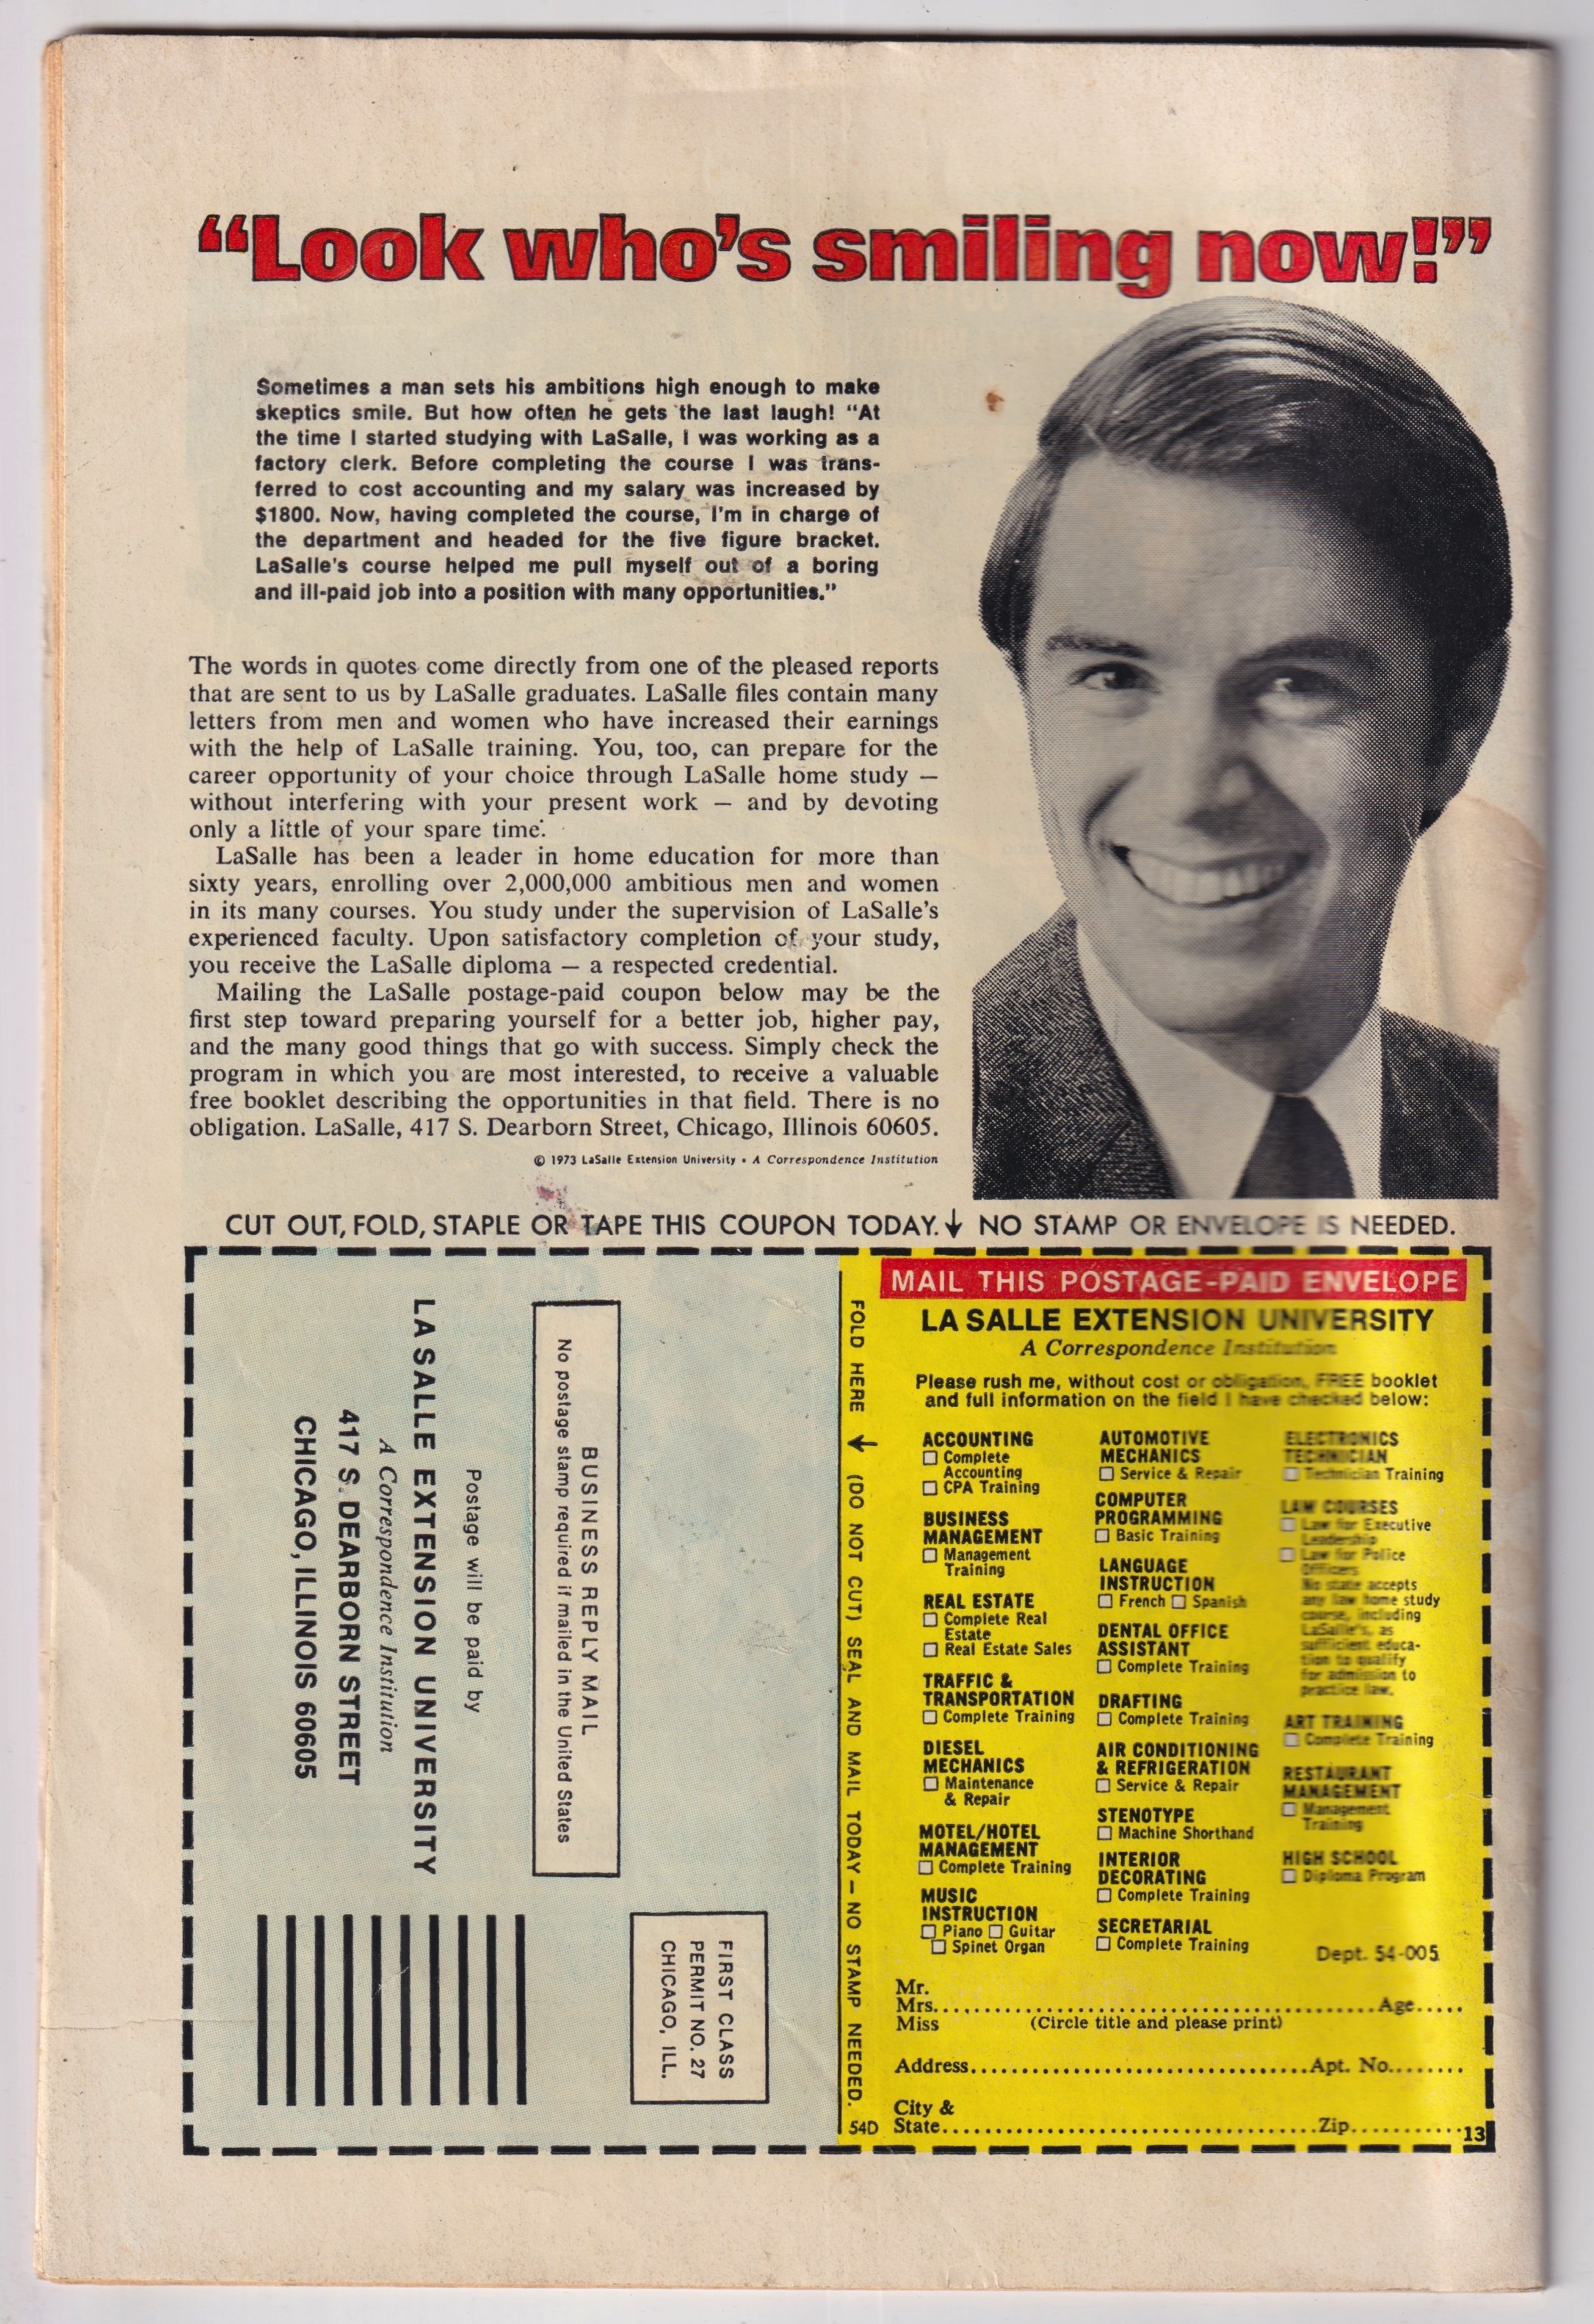 “Look who's smiling now!”
Sometimes a man sets his ambitions high enough to make
skeptics smile. But how often he gets the last laugh! “At
the time I started studying with LaSalle, I was working as a
factory clerk. Before completing the course I was trans-
ferred to cost accounting and my salary was increased by
$1800. Now, having completed the course, I'm in charge of
the department and headed for the five figure bracket.
LaSalle's course helped me pull myself out of a boring
and ill-paid job into a position with many opportunities.”
The words in quotes come directly from one of the pleased reports
that are sent to us by LaSalle graduates. LaSalle files contain many
letters from men and women who have increased their earnings
with the help of LaSalle training. You, too, can prepare for the
career opportunity of your choice through LaSalle home study —
without interfering with your present work — and by devoting
only a little of your spare time.
LaSalle has been a leader in home education for more than
sixty years, enrolling over 2,000,000 ambitious men and women
in its many courses. You study under the supervision of LaSalle's
experienced faculty. Upon satisfactory completion of your study,
you receive the LaSalle diploma — a respected credential.
Mailing the LaSalle postage-paid coupon below may be the
first step toward preparing yourself for a better job, higher pay,
and the many good things that go with success. Simply check the
program in which you are most interested, to receive a valuable
free booklet describing the opportunities in that field. There is no
obligation. LaSalle, 417 S. Dearborn Street, Chicago, Illinois 60605.
© 1973 LaSalle Extension University • A Correspondence Institution
CUT OUT, FOLD, STAPLE OR TAPE THIS COUPON TODAY. ↓ NO STAMP OR ENVELOPE IS NEEDED.
FIRST CLASS
PERMIT NO. 27
CHICAGO, ILL.
BUSINESS REPLY MAIL
No postage stamp required if mailed in the United States
Postage will be paid by
LA SALLE EXTENSION UNIVERSITY
A Correspondence Institution
417 S. DEARBORN STREET
CHICAGO, ILLINOIS 60605
FOLD HERE → (DO NOT CUT) SEAL AND MAIL TODAY — NO STAMP NEEDED.
54D
MAIL THIS POSTAGE-PAID ENVELOPE
LA SALLE EXTENSION UNIVERSITY
A Correspondence Institution
Please rush me, without cost or obligation, FREE booklet
and full information on the field I have checked below:
ACCOUNTING
☐ Complete
Accounting
☐ CPA Training
BUSINESS
MANAGEMENT
☐ Management
Training
REAL ESTATE
☐ Complete Real
Estate
☐ Real Estate Sales
TRAFFIC &
TRANSPORTATION
☐ Complete Training
DIESEL
MECHANICS
☐ Maintenance
& Repair
MOTEL/HOTEL
MANAGEMENT
☐ Complete Training
MUSIC
INSTRUCTION
☐ Piano ☐ Guitar
☐ Spinet Organ
AUTOMOTIVE
MECHANICS
☐ Service & Repair
COMPUTER
PROGRAMMING
☐ Basic Training
LANGUAGE
INSTRUCTION
☐ French ☐ Spanish
DENTAL OFFICE
ASSISTANT
☐ Complete Training
DRAFTING
☐ Complete Training
AIR CONDITIONING
& REFRIGERATION
☐ Service & Repair
STENOTYPE
☐ Machine Shorthand
INTERIOR
DECORATING
☐ Complete Training
SECRETARIAL
☐ Complete Training
ELECTRONICS
TECHNICIAN
☐ Technician Training
LAW COURSES
☐ Law for Executive
Leadership
☐ Law for Police
Officers
No state accepts
any law home study
course, including
LaSalle's, as
sufficient educa-
tion to qualify
for admission to
practice law.
ART TRAINING
☐ Complete Training
RESTAURANT
MANAGEMENT
☐ Management
Training
HIGH SCHOOL
☐ Diploma Program
Dept. 54-005
Mr.
Mrs. Age
Miss (Circle title and please print)
Address Apt. No.
City &
State Zip
13